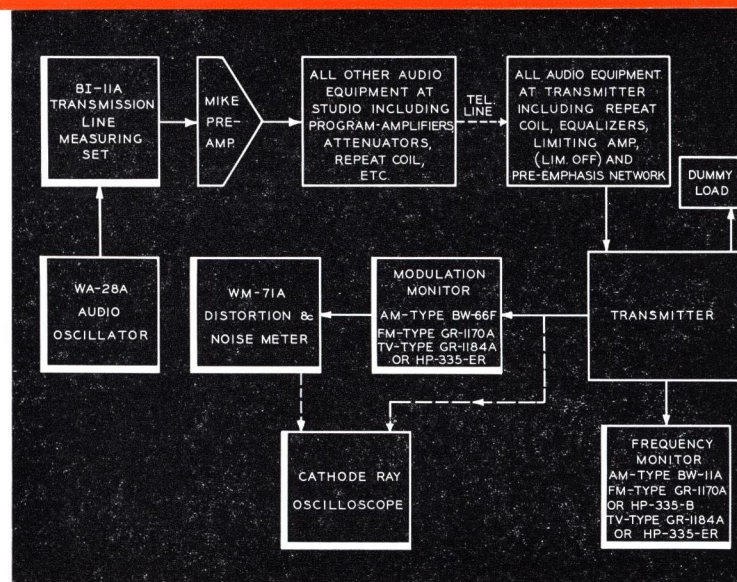 BI-11A
TRANSMISSION
LINE
MEASURING
SET
MIKE
PRE-
AMP.
ALL OTHER AUDIO
EQUIPMENT AT
STUDIO INCLUDING
PROGRAM-AMPLIFIERS
ATTENUATORS,
REPEAT COIL,
ETC.
TEL.
LINE
ALL AUDIO EQUIPMENT
AT TRANSMITTER
INCLUDING REPEAT
COIL, EQUALIZERS,
LIMITING AMP,
(LIM. OFF) AND
PRE-EMPHASIS NETWORK
DUMMY
LOAD
WA-28A
AUDIO
OSCILLATOR
WM-71A
DISTORTION &
NOISE METER
MODULATION
MONITOR
AM-TYPE BW-66F
FM-TYPE GR-1170A
TV-TYPE GR-1184A
OR HP-335-ER
TRANSMITTER
CATHODE RAY
OSCILLOSCOPE
FREQUENCY
MONITOR
AM-TYPE BW-11A
FM-TYPE GR-1170A
OR HP-335-B
TV-TYPE GR-1184A
OR HP-335-ER